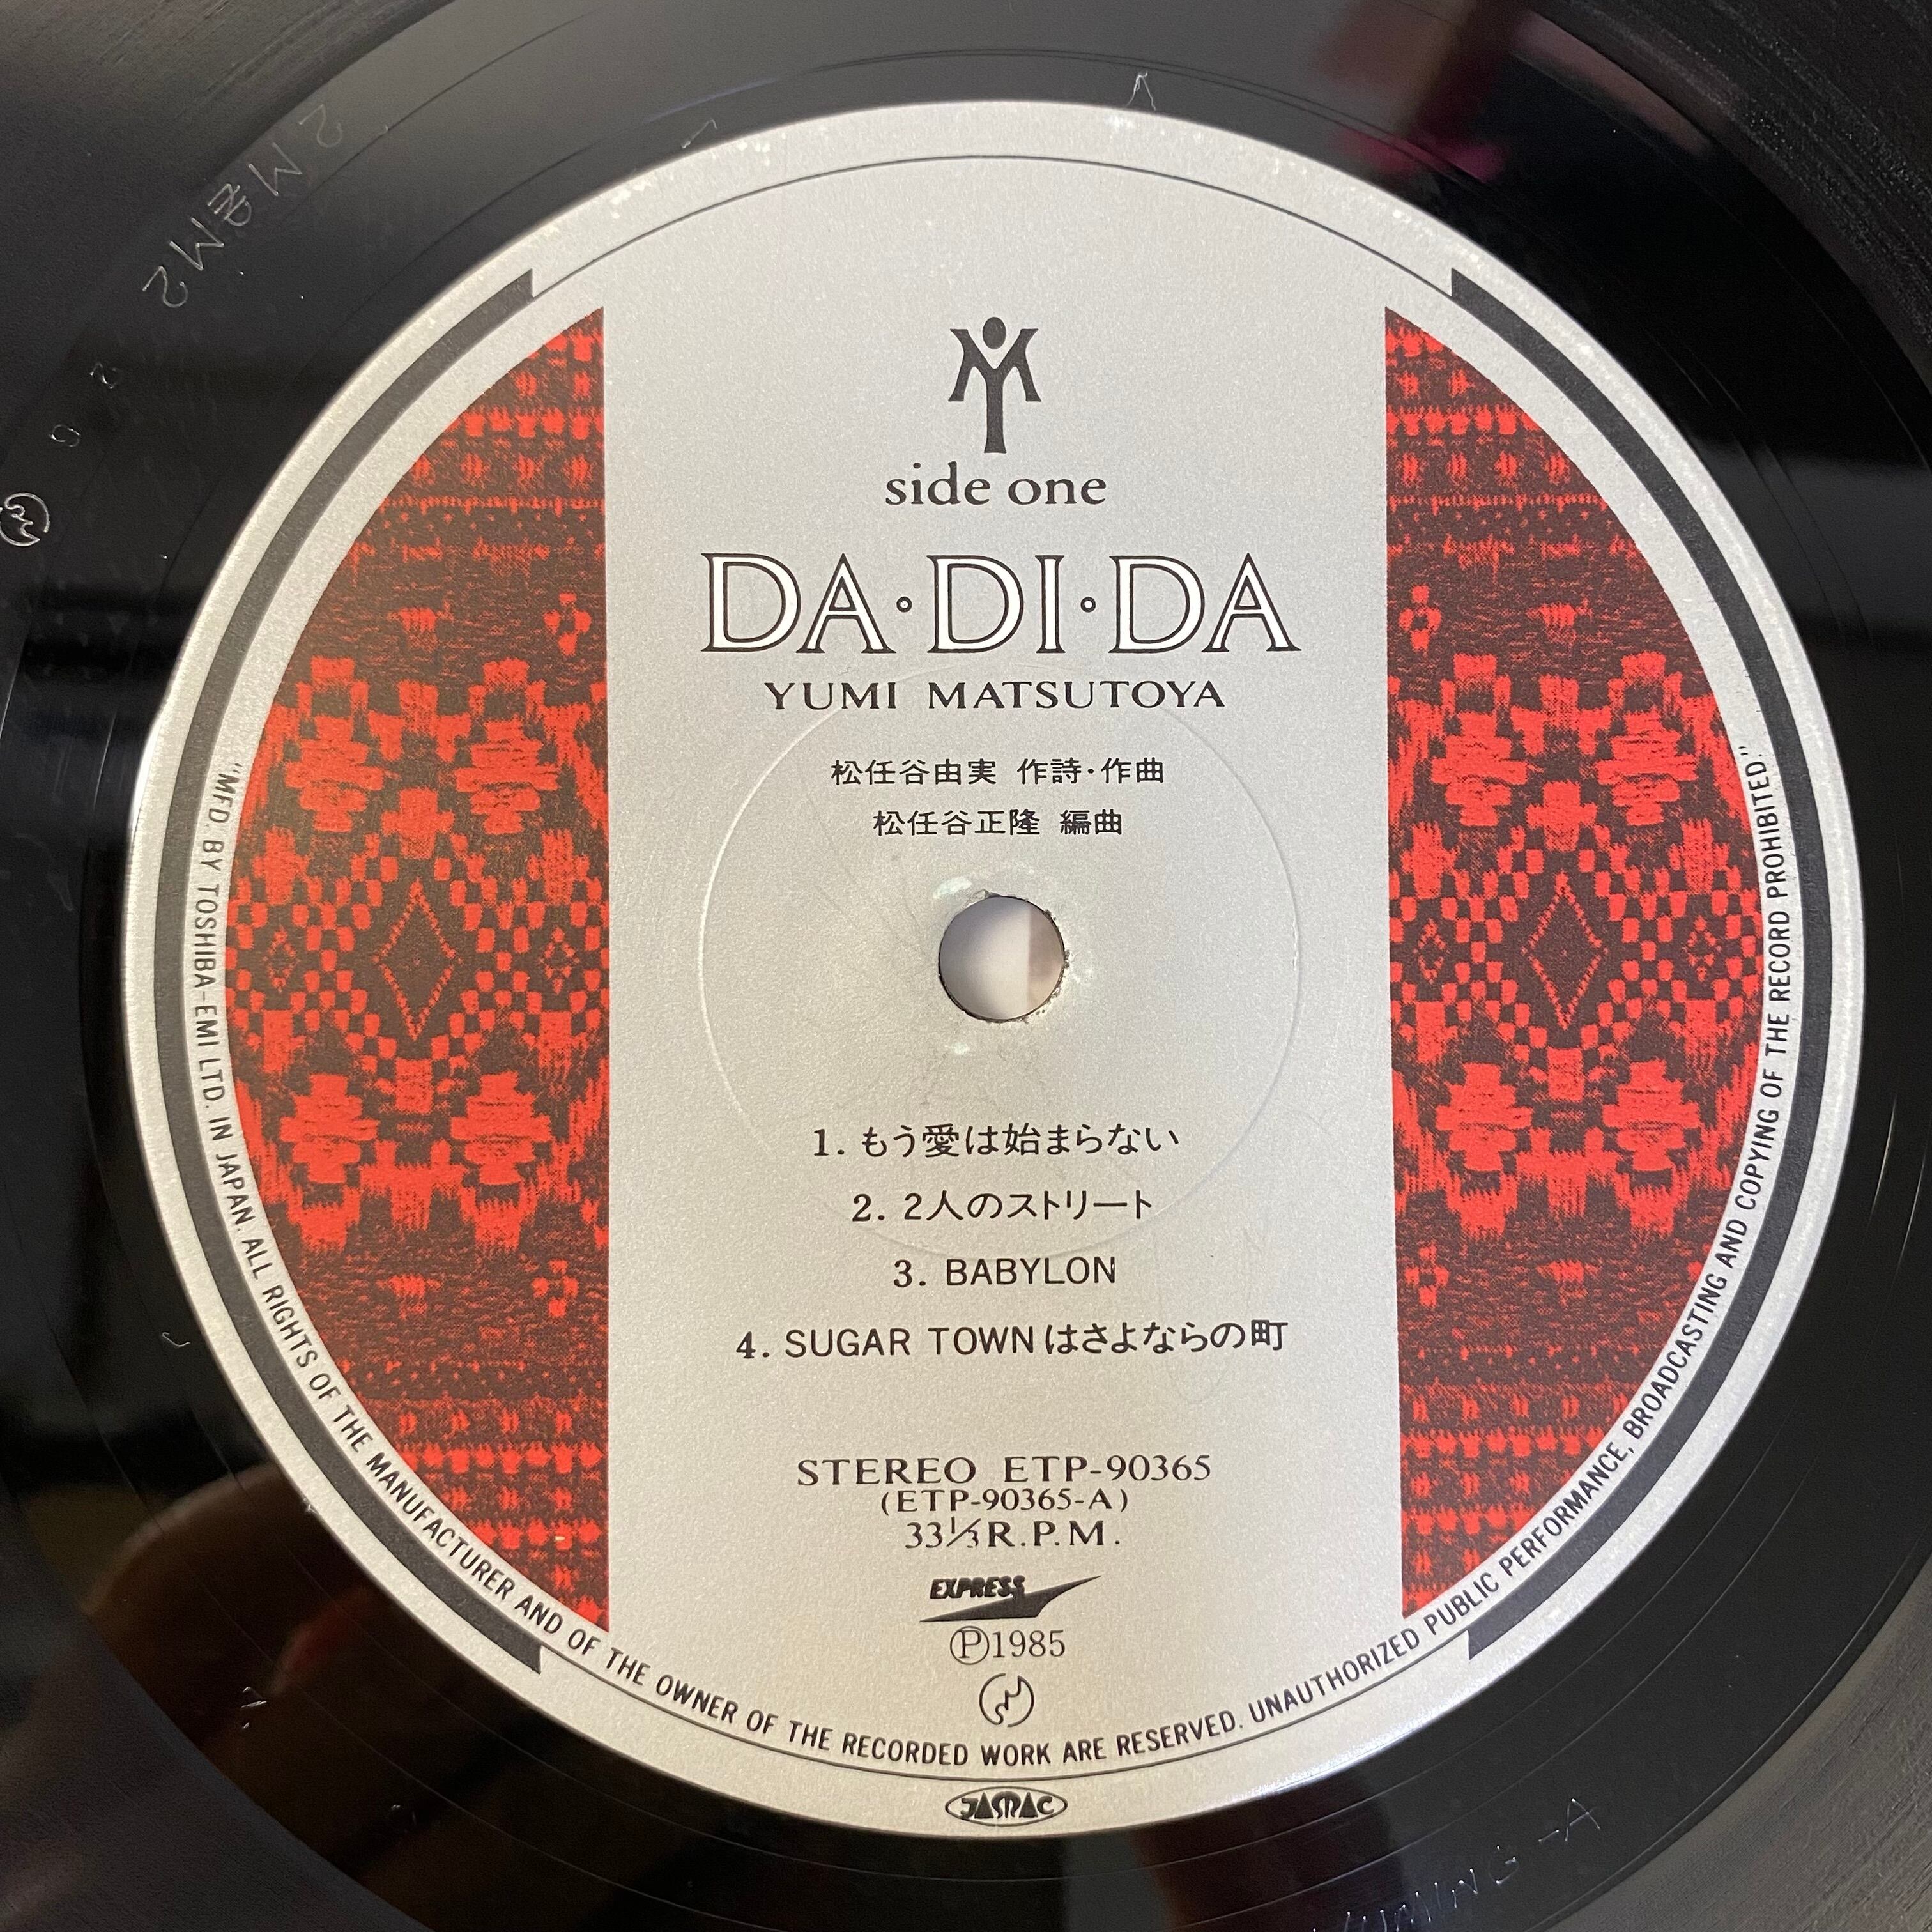 side one
DA・DI・DA
YUMI MATSUTOYA
松任谷由実 作詩・作曲
松任谷正隆 編曲
1. もう愛は始まらない
2. 2人のストリート
3. BABYLON
4. SUGAR TOWNはさよならの町
STEREO ETP-90365
(ETP-90365-A)
33⅓R.P.M.
EXPRESS
Ⓟ1985
JASRAC
"MFD. BY TOSHIBA-EMI LTD. IN JAPAN. ALL RIGHTS OF THE MANUFACTURER AND OF THE OWNER OF THE RECORDED WORK ARE RESERVED. UNAUTHORIZED PUBLIC PERFORMANCE, BROADCASTING AND COPYING OF THE RECORD PROHIBITED."